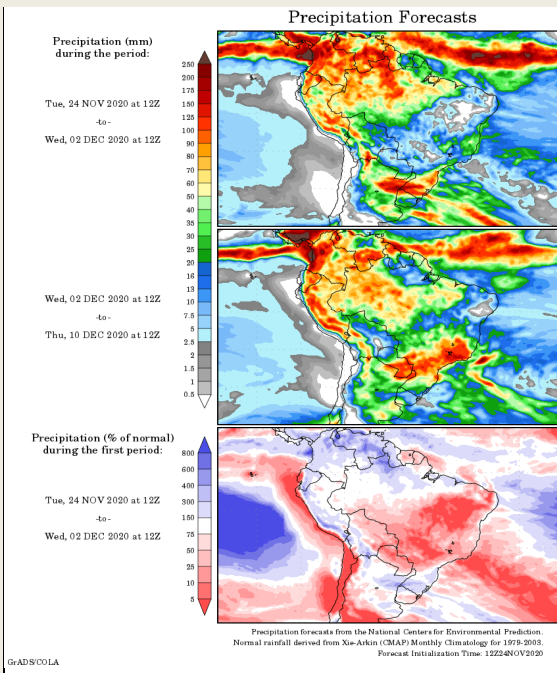 Precipitation Forecasts
Precipitation (mm)
during the period:
Tue, 24 NOV 2020 at 12Z
-to-
Wed, 02 DEC 2020 at 12Z
250
200
175
150
125
100
90
80
70
60
50
40
35
30
25
20
16
13
10
7.5
5
2.5
2
1.5
1
0.5
Wed, 02 DEC 2020 at 12Z
-to-
Thu, 10 DEC 2020 at 12Z
Precipitation (% of normal)
during the first period:
Tue, 24 NOV 2020 at 12Z
-to-
Wed, 02 DEC 2020 at 12Z
800
600
400
300
150
75
50
25
10
5
Precipitation forecasts from the National Centers for Environmental Prediction.
Normal rainfall derived from Xie-Arkin (CMAP) Monthly Climatology for 1979-2003.
Forecast Initialization Time: 12Z24NOV2020
GrADS/COLA